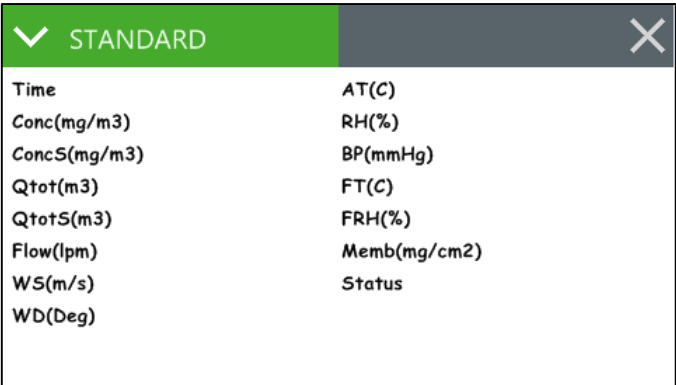 STANDARD
Time
Conc(mg/m3)
ConcS(mg/m3)
Qtot(m3)
QtotS(m3)
Flow(lpm)
WS(m/s)
WD(Deg)
AT(C)
RH(%)
BP(mmHg)
FT(C)
FRH(%)
Memb(mg/cm2)
Status